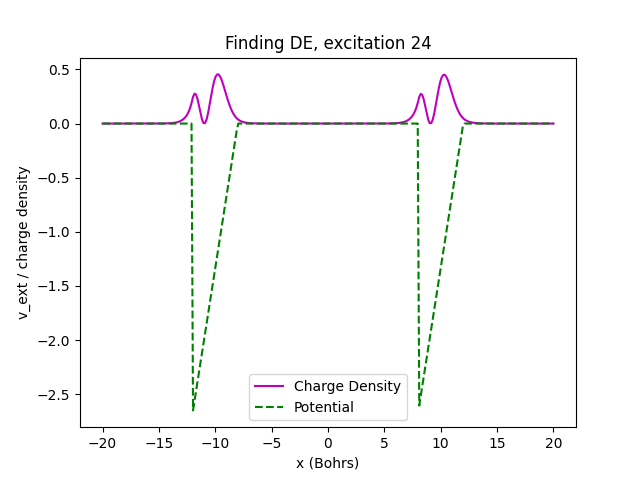 Finding DE, excitation 24
v_ext / charge density
0.5
0.0
−0.5
−1.0
−1.5
−2.0
−2.5
Charge Density
Potential
−20 −15 −10 −5 0 5 10 15 20
x (Bohrs)